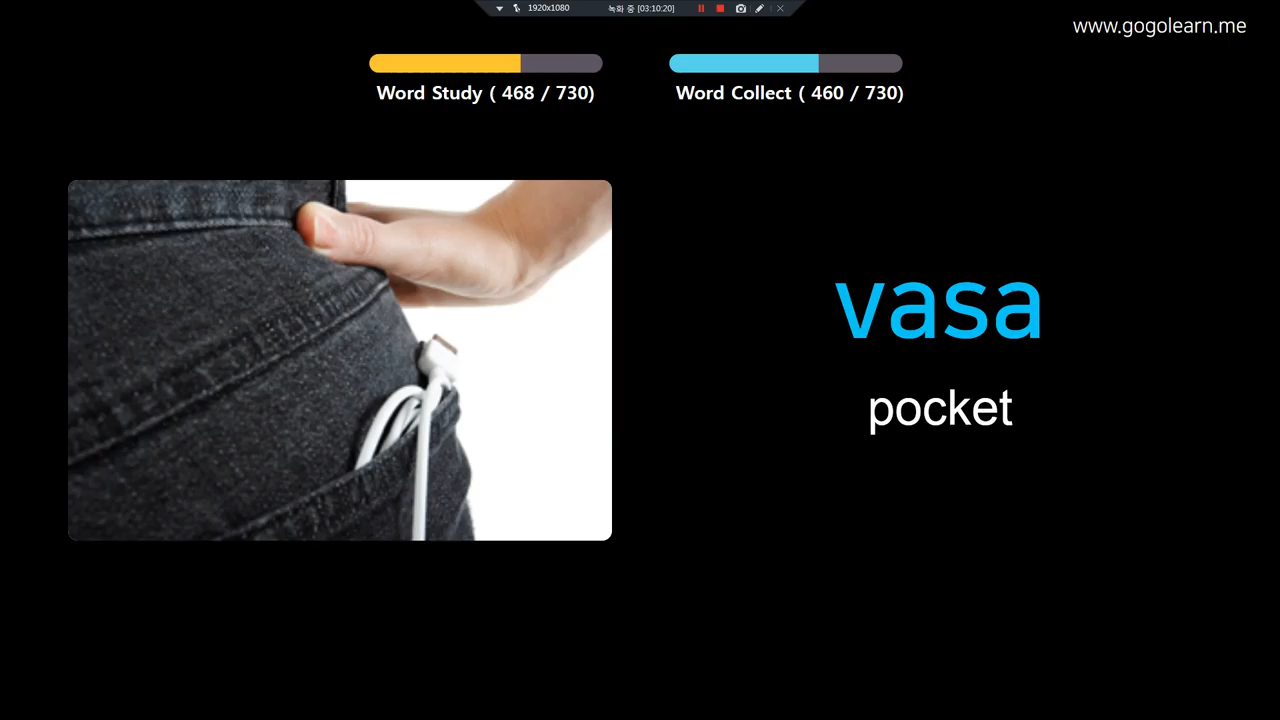 1920x1080 녹화 중 [03:10:20]
www.gogolearn.me
Word Study ( 468 / 730)
Word Collect ( 460 / 730)
vasa
pocket